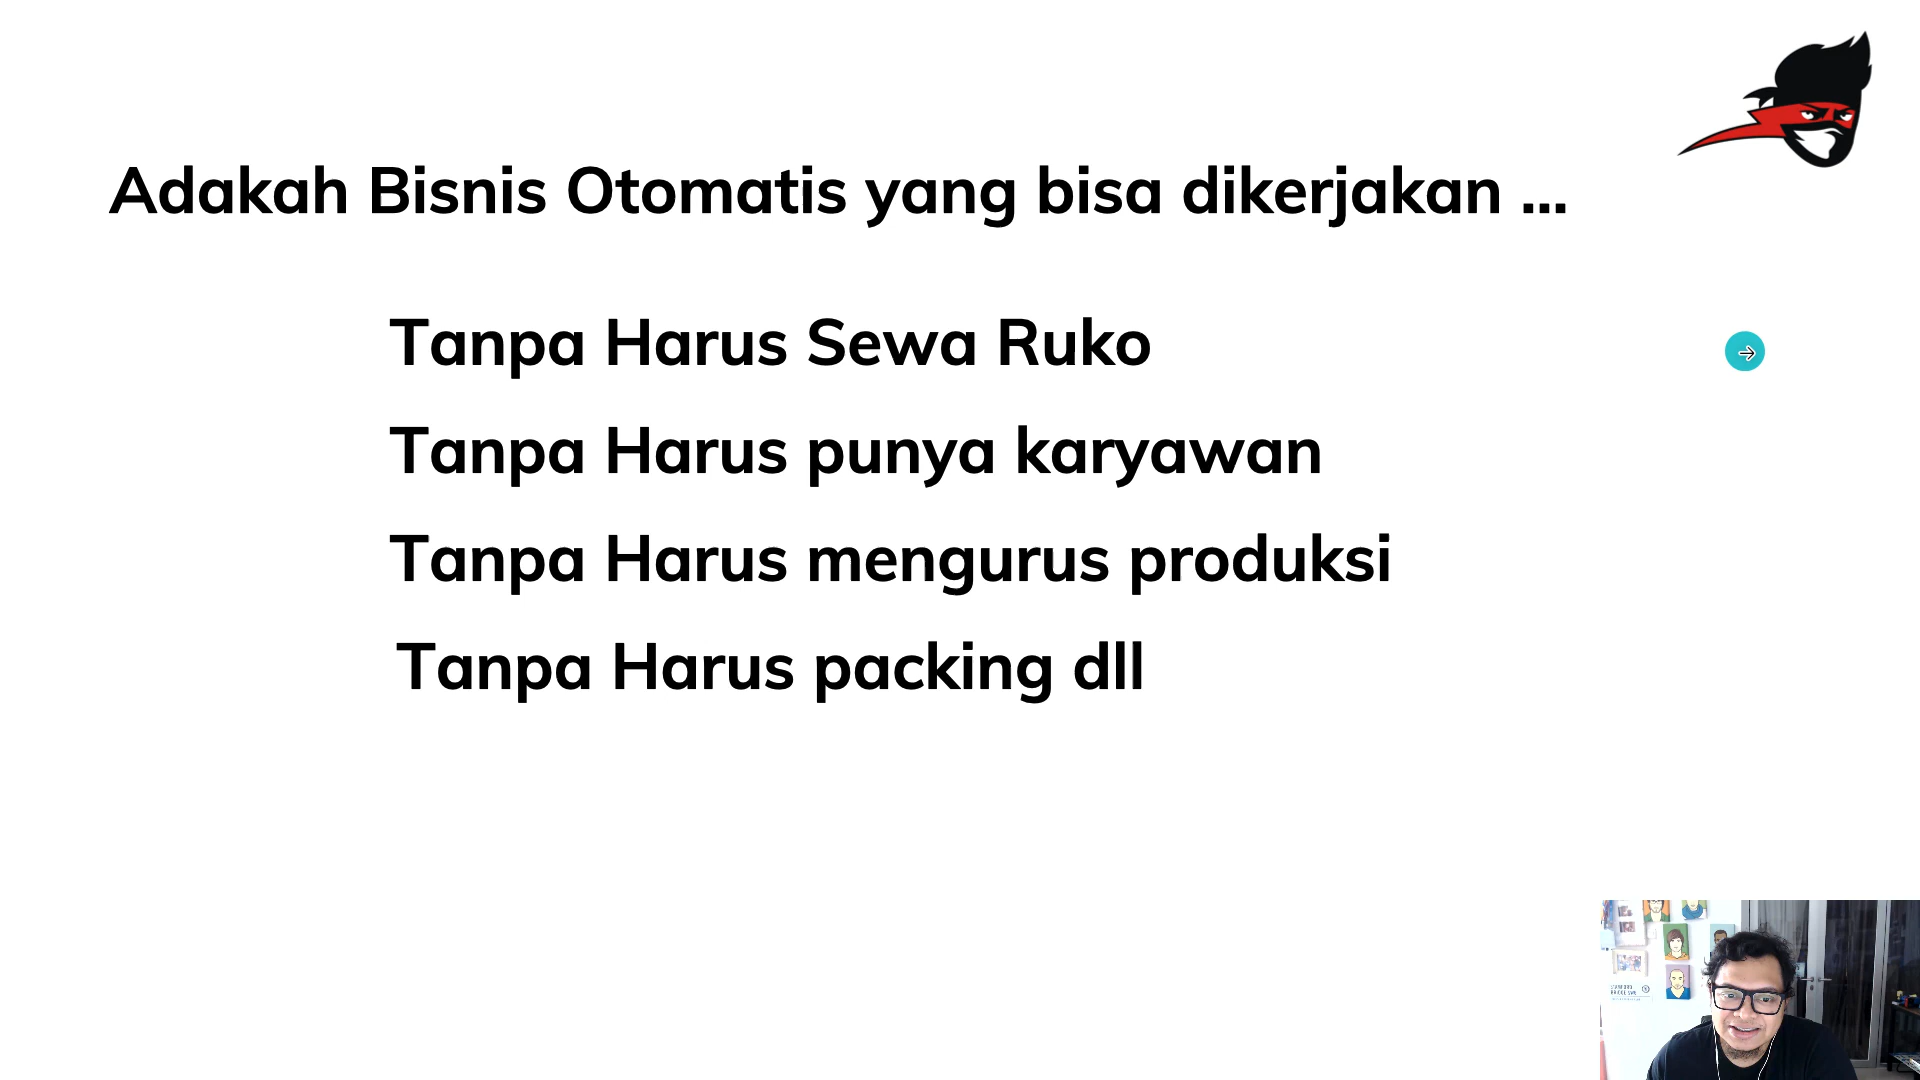 Adakah Bisnis Otomatis yang bisa dikerjakan ...
Tanpa Harus Sewa Ruko
Tanpa Harus punya karyawan
Tanpa Harus mengurus produksi
Tanpa Harus packing dll